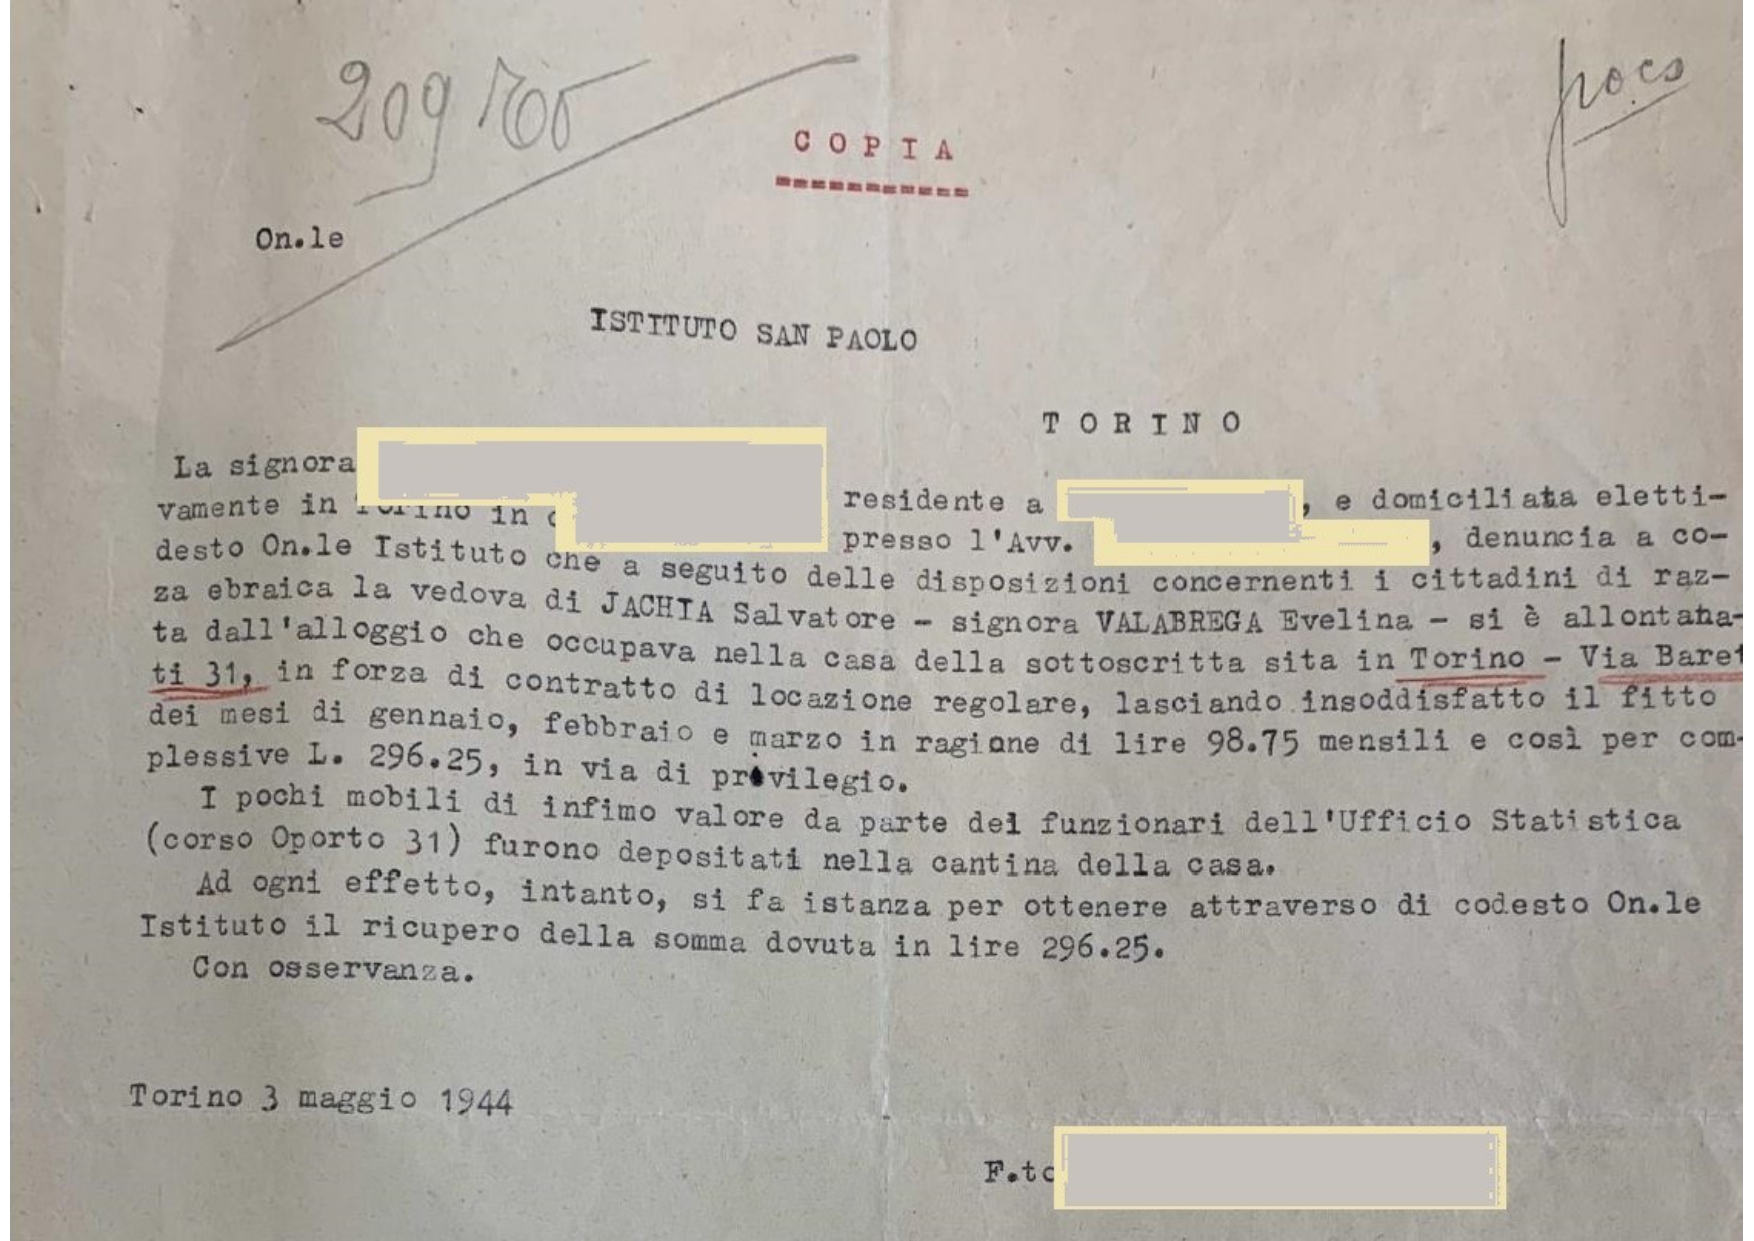 209
poco
COPIA
On.le
ISTITUTO SAN PAOLO
TORINO
La signora residente a , e domiciliata eletti-
vamente in Torino in presso l'Avv. , denuncia a co-
desto On.le Istituto che a seguito delle disposizioni concernenti i cittadini di raz-
za ebraica la vedova di JACHIA Salvatore - signora VALABREGA Evelina - si è allontana-
ta dall'alloggio che occupava nella casa della sottoscritta sita in Torino - Via Baret
ti 31, in forza di contratto di locazione regolare, lasciando insoddisfatto il fitto
dei mesi di gennaio, febbraio e marzo in ragione di lire 98.75 mensili e così per com-
plessive L. 296.25, in via di privilegio.
I pochi mobili di infimo valore da parte dei funzionari dell'Ufficio Statistica
(corso Oporto 31) furono depositati nella cantina della casa.
Ad ogni effetto, intanto, si fa istanza per ottenere attraverso di codesto On.le
Istituto il ricupero della somma dovuta in lire 296.25.
Con osservanza.
Torino 3 maggio 1944
F.to